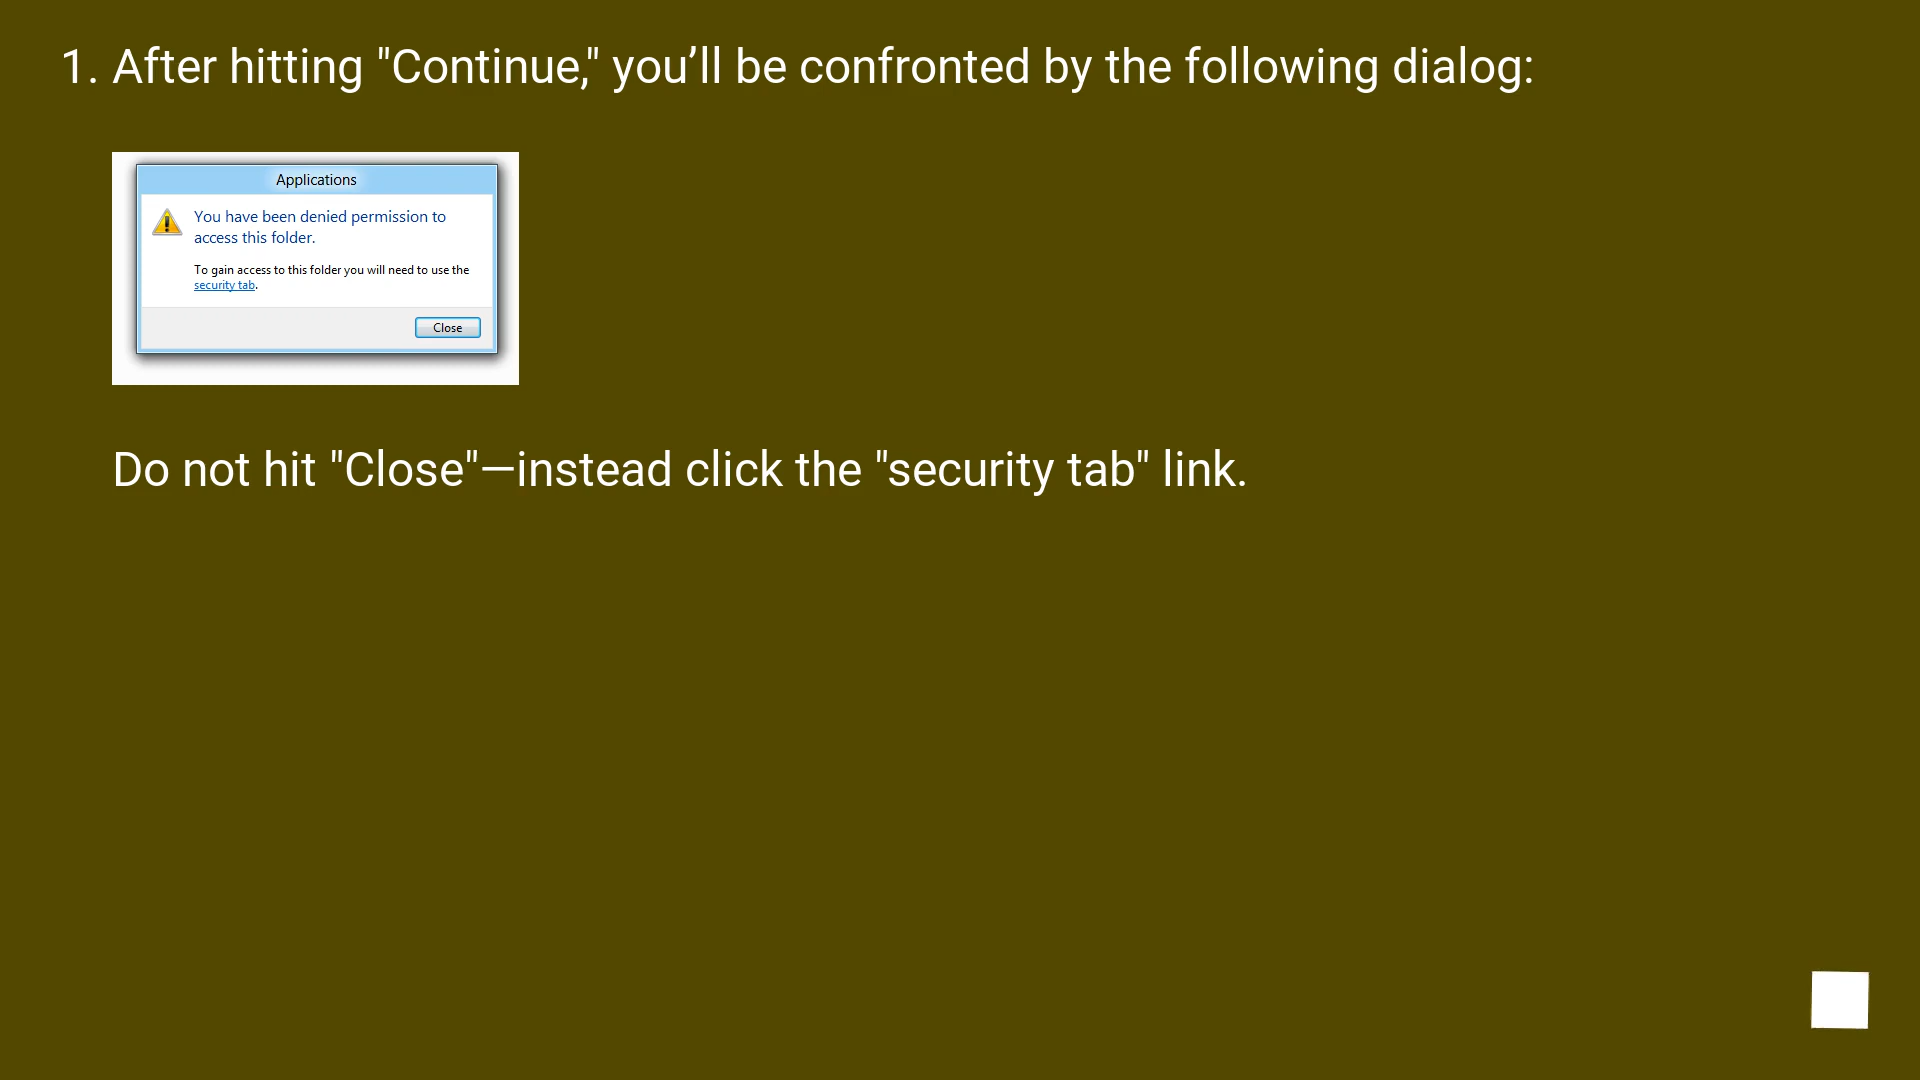 1. After hitting "Continue," you’ll be confronted by the following dialog:
Applications
You have been denied permission to
access this folder.
To gain access to this folder you will need to use the
security tab.
Close
Do not hit "Close"—instead click the "security tab" link.